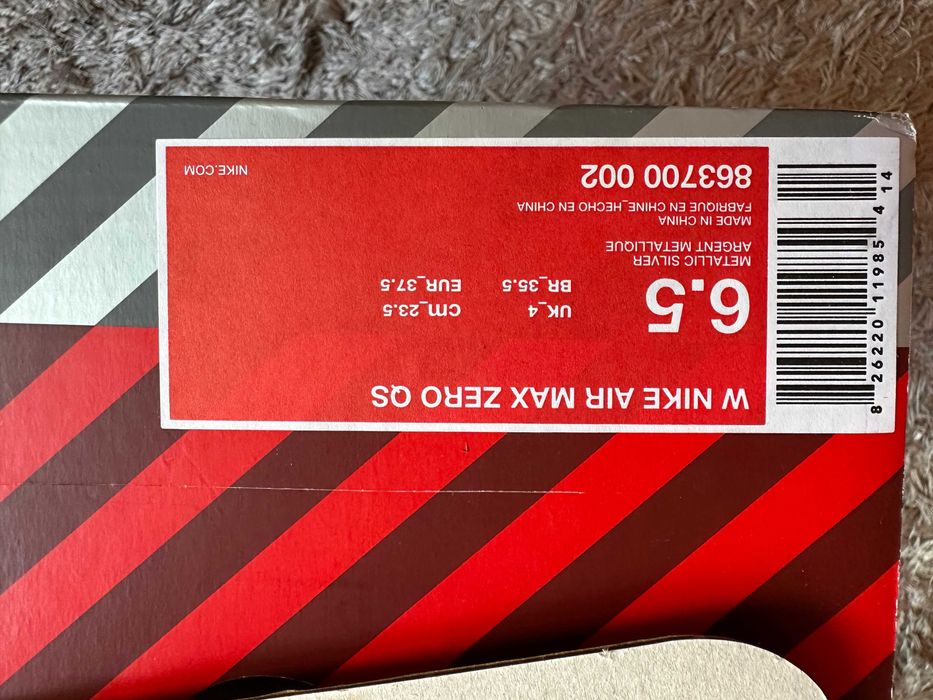 W NIKE AIR MAX ZERO QS
6.5
UK_4 BR_35.5
CM_23.5 EUR_37.5
METALLIC SILVER
ARGENT METALLIQUE
MADE IN CHINA
FABRIQUE EN CHINE_HECHO EN CHINA
863700 002
NIKE.COM
8 26220 11985 4 14